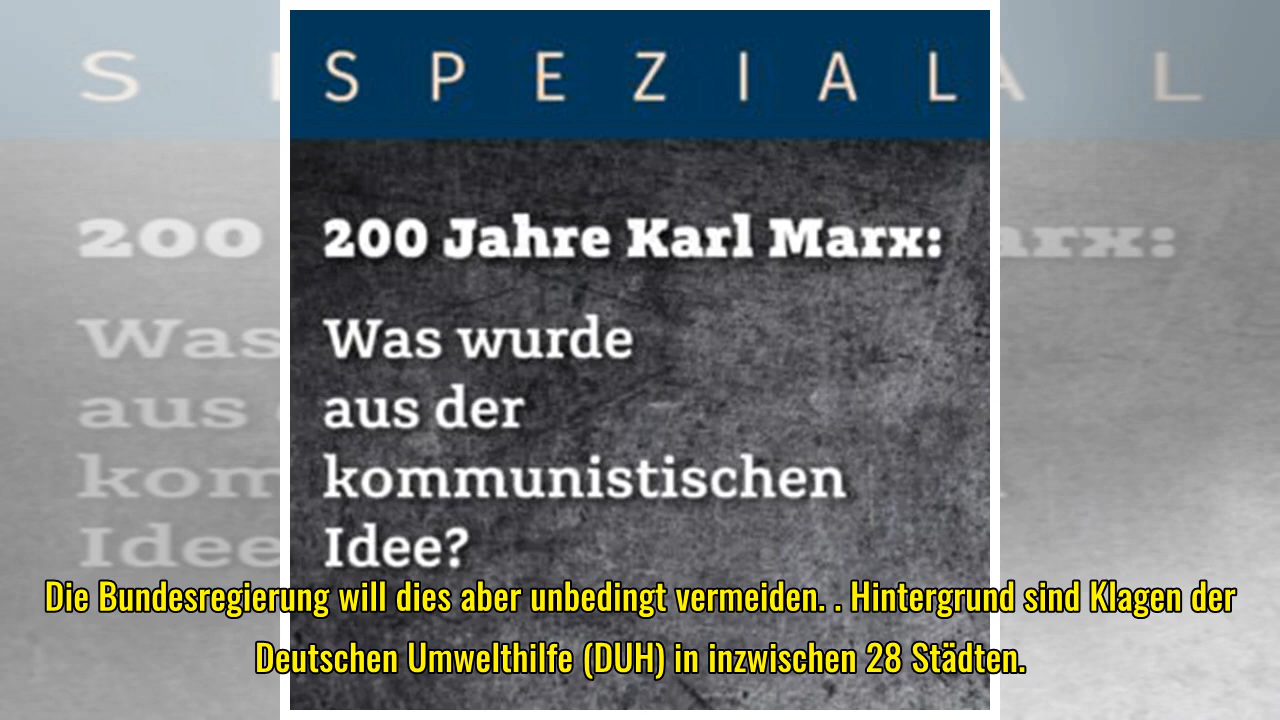 SPEZIAL
200 Jahre Karl Marx:
Was wurde
aus der
kommunistischen
Idee?
Die Bundesregierung will dies aber unbedingt vermeiden. . Hintergrund sind Klagen der
Deutschen Umwelthilfe (DUH) in inzwischen 28 Städten.